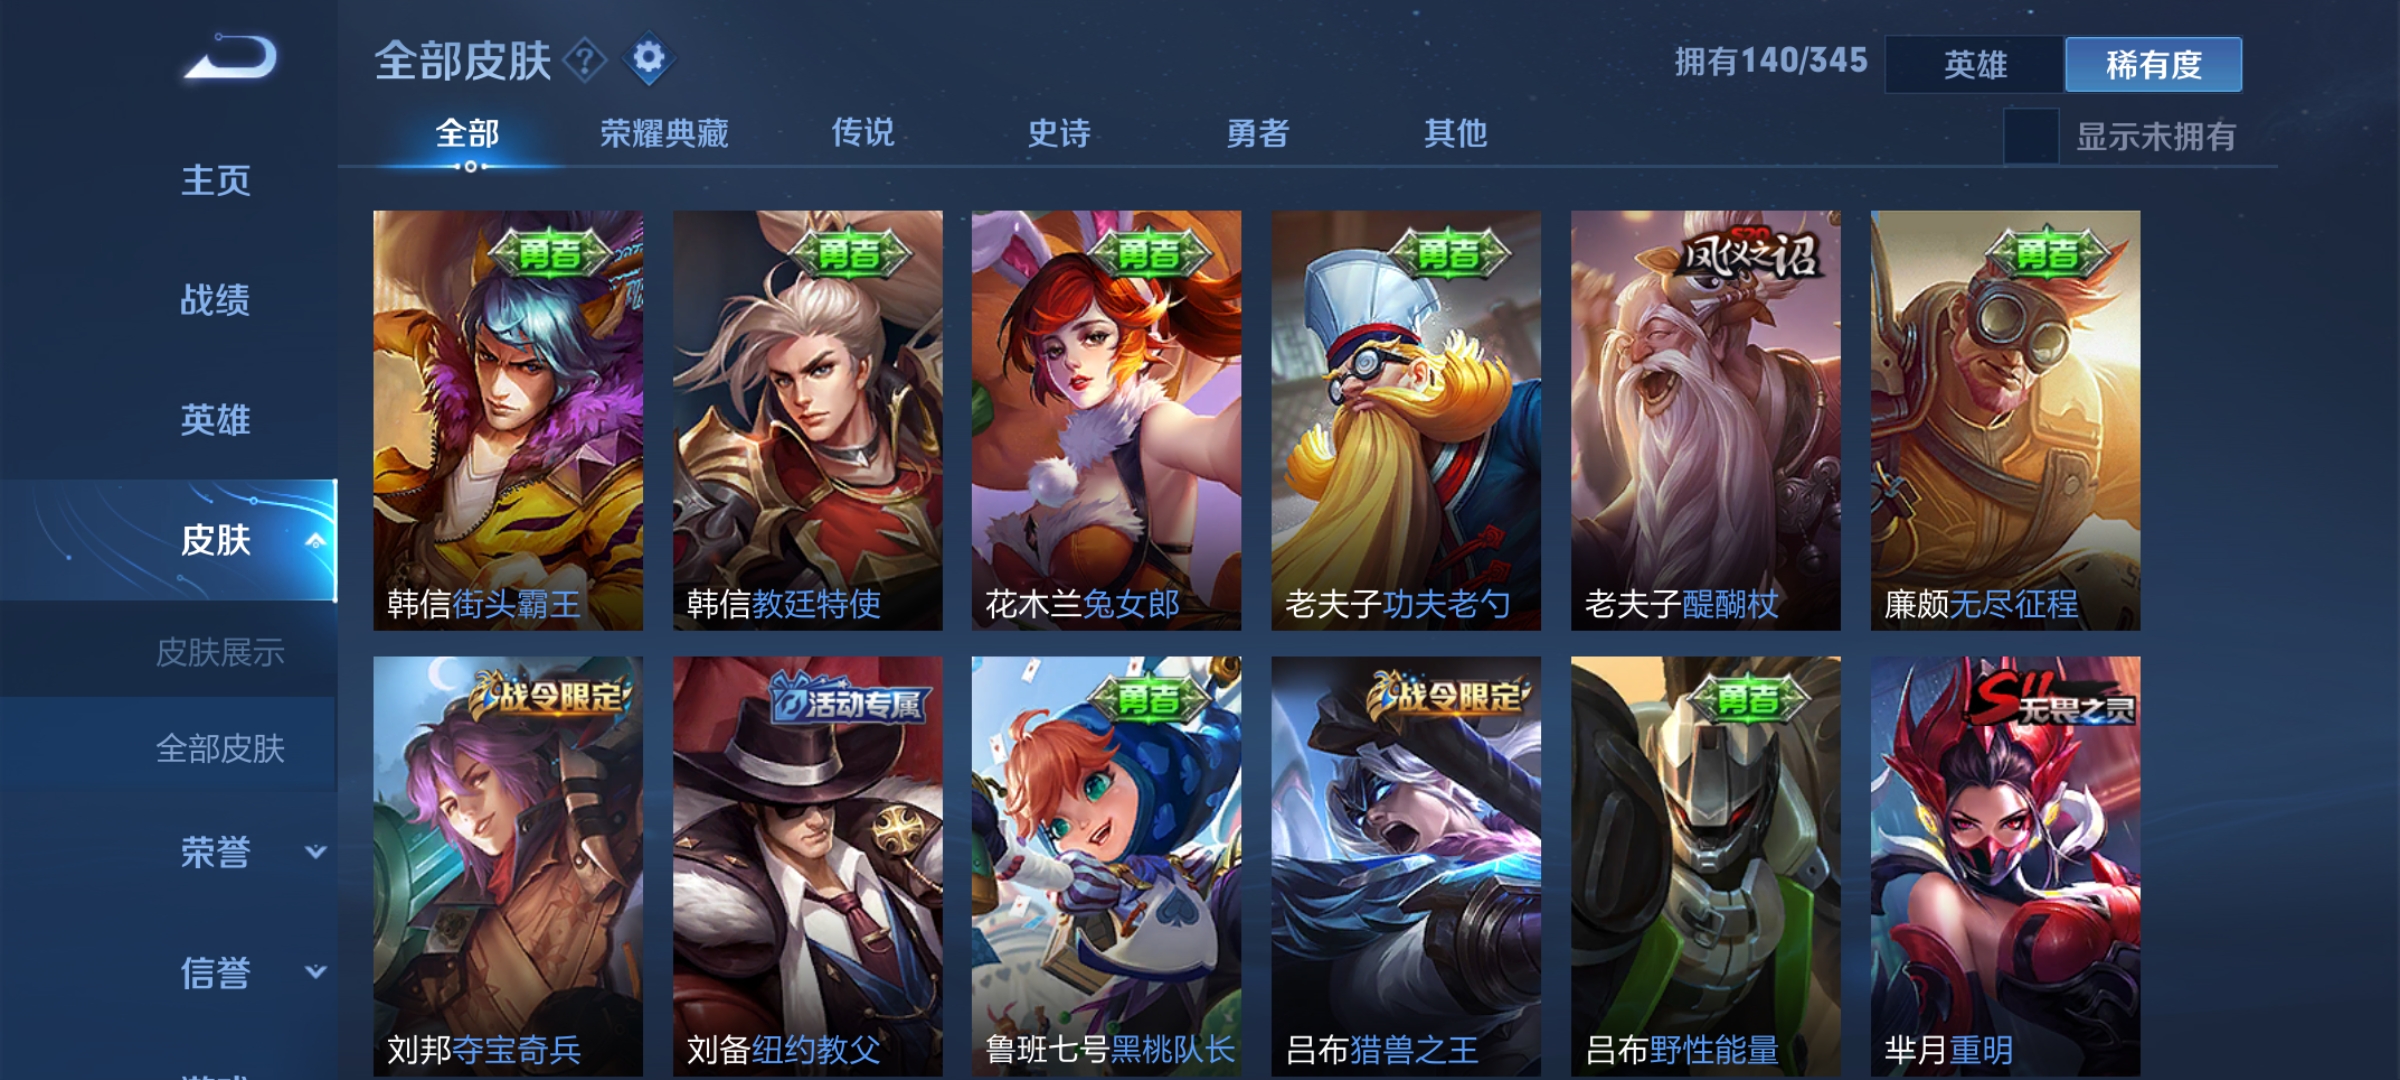 全部皮肤
拥有140/345
英雄
稀有度
全部
荣耀典藏
传说
史诗
勇者
其他
显示未拥有
主页
战绩
英雄
皮肤
皮肤展示
全部皮肤
荣誉
信誉
勇者
韩信街头霸王
勇者
韩信教廷特使
勇者
花木兰兔女郎
勇者
老夫子功夫老勺
S20
凤仪之诏
老夫子醍醐杖
勇者
廉颇无尽征程
战令限定
刘邦夺宝奇兵
活动专属
刘备纽约教父
勇者
鲁班七号黑桃队长
战令限定
吕布猎兽之王
勇者
吕布野性能量
S11
无畏之灵
芈月重明